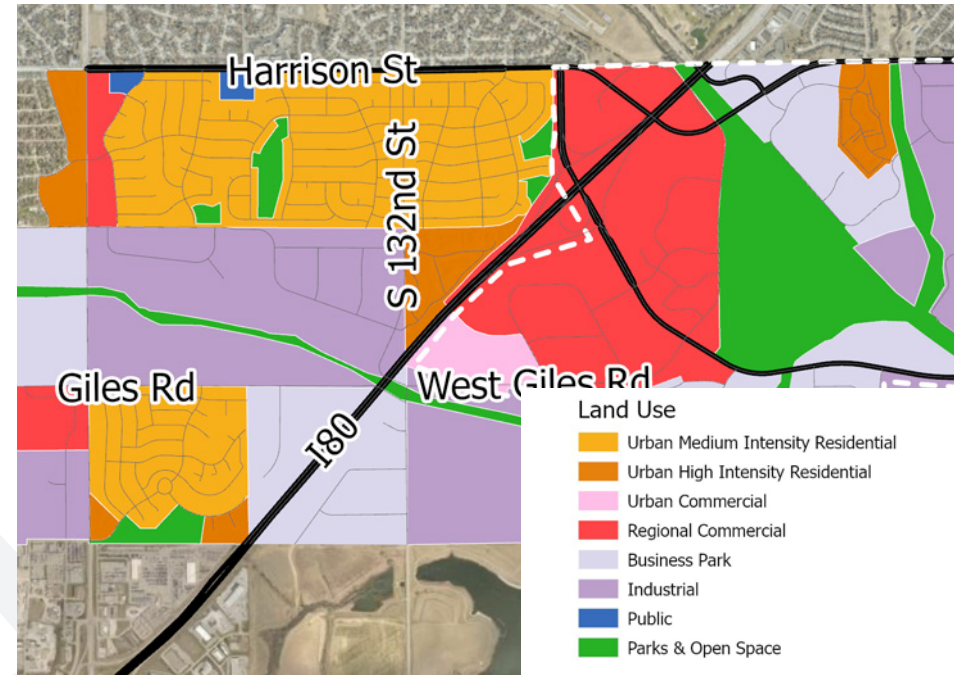 Harrison St
S 132nd St
Giles Rd
West Giles Rd
I80
Land Use
Urban Medium Intensity Residential
Urban High Intensity Residential
Urban Commercial
Regional Commercial
Business Park
Industrial
Public
Parks & Open Space